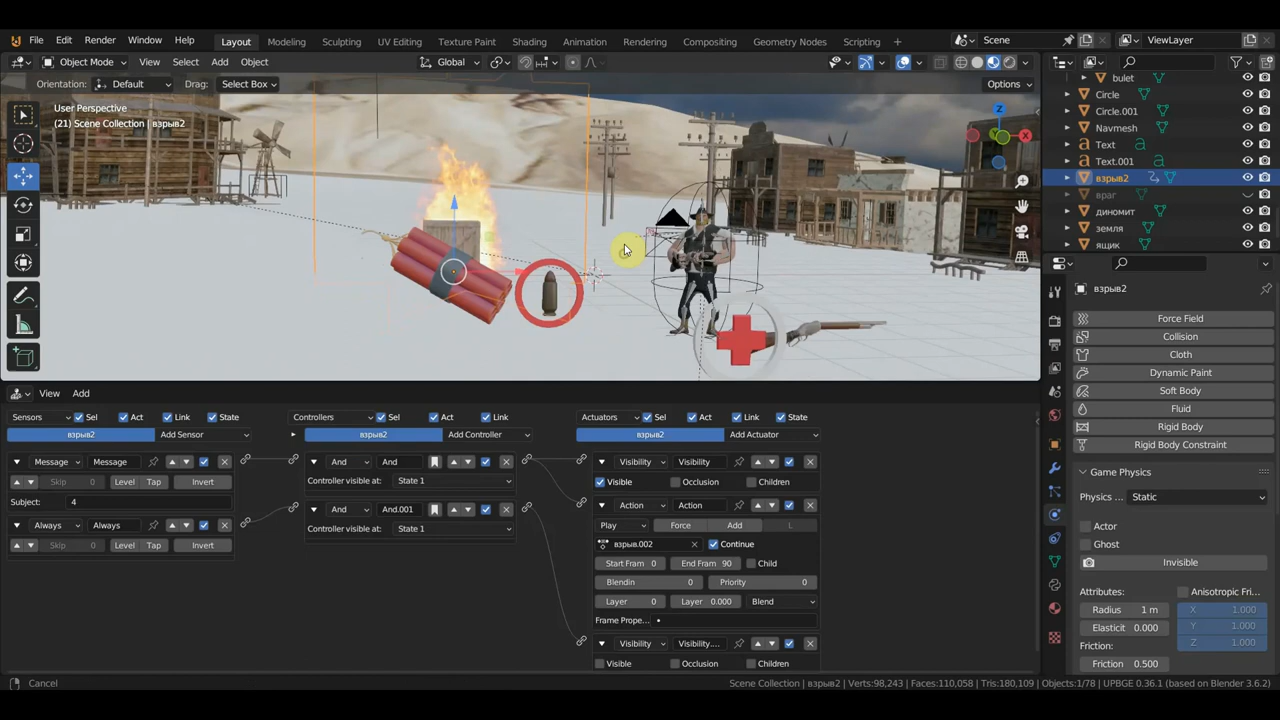 File Edit Render Window Help Layout Modeling Sculpting UV Editing Texture Paint Shading Animation Rendering Compositing Geometry Nodes Scripting + Scene ViewLayer
Object Mode View Select Add Object Global
Orientation: Default Drag: Select Box Options
User Perspective
(21) Scene Collection | взрыв2
Z
X
bulet
Circle
Circle.001
Navmesh
Text
Text.001
взрыв2
враг
диномит
земля
ящик
взрыв2
Force Field
Collision
Cloth
Dynamic Paint
Soft Body
Fluid
Rigid Body
Rigid Body Constraint
Game Physics
Physics ... Static
Actor
Ghost
Invisible
Attributes: Anisotropic Fri...
Radius 1 m X 1.000
Elasticit 0.000 Y 1.000
Friction: Z 1.000
Friction 0.500
View Add
Sensors Sel Act Link State Controllers Sel Act Link Actuators Sel Act Link State
взрыв2 Add Sensor взрыв2 Add Controller взрыв2 Add Actuator
Message Message And And Visibility Visibility
Skip 0 Level Tap Invert Controller visible at: State 1 Visible Occlusion Children
Subject: 4 And And.001 Action Action
Always Always Controller visible at: State 1 Play Force Add L
Skip 0 Level Tap Invert взрыв.002 Continue
Start Fram 0 End Fram 90 Child
Blendin 0 Priority 0
Layer 0 Layer 0.000 Blend
Frame Prope...
Visibility Visibility....
Visible Occlusion Children
Cancel Scene Collection | взрыв2 | Verts:98,243 | Faces:110,058 | Tris:180,109 | Objects:1/78 | UPBGE 0.36.1 (based on Blender 3.6.2)